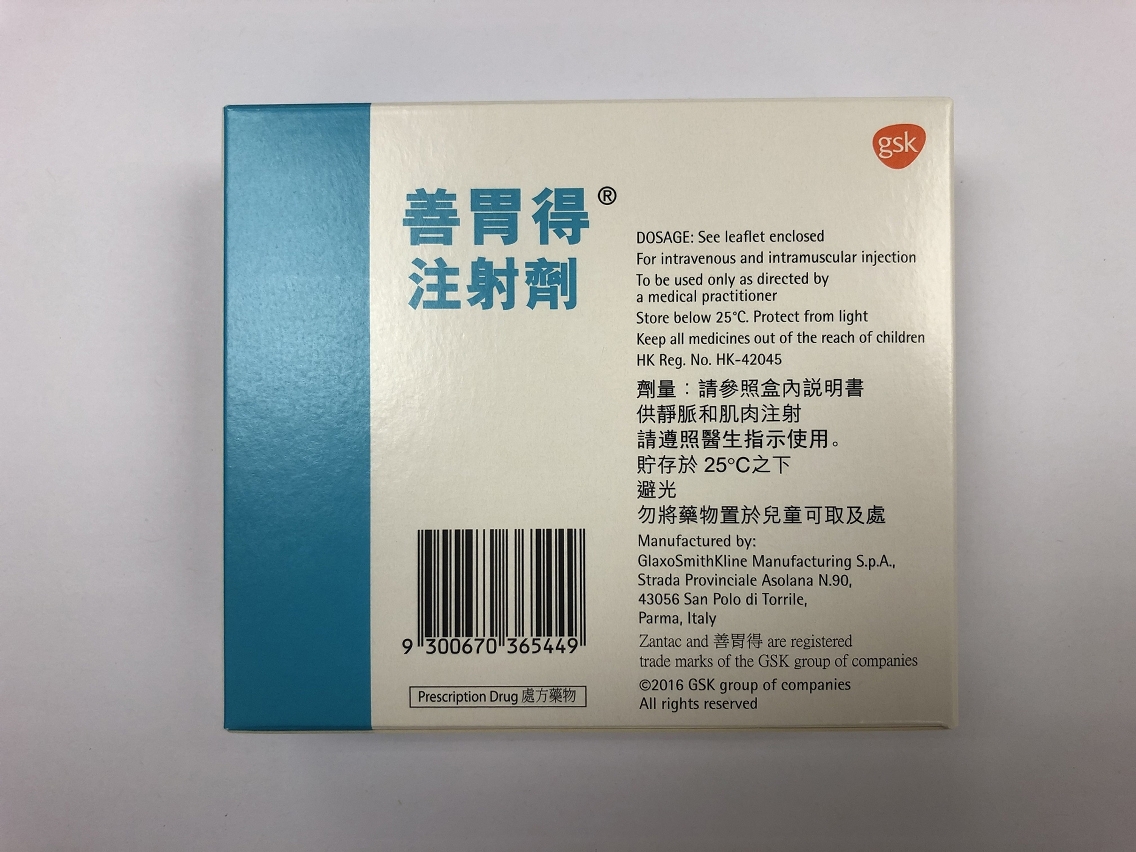 gsk
善胃得®
注射劑
DOSAGE: See leaflet enclosed
For intravenous and intramuscular injection
To be used only as directed by
a medical practitioner
Store below 25°C. Protect from light
Keep all medicines out of the reach of children
HK Reg. No. HK-42045
劑量：請參照盒內說明書
供靜脈和肌肉注射
請遵照醫生指示使用。
貯存於 25°C之下
避光
勿將藥物置於兒童可取及處
Manufactured by:
GlaxoSmithKline Manufacturing S.p.A.,
Strada Provinciale Asolana N.90,
43056 San Polo di Torrile,
Parma, Italy
Zantac and 善胃得 are registered
trade marks of the GSK group of companies
©2016 GSK group of companies
All rights reserved
9 300670 365449
Prescription Drug 處方藥物